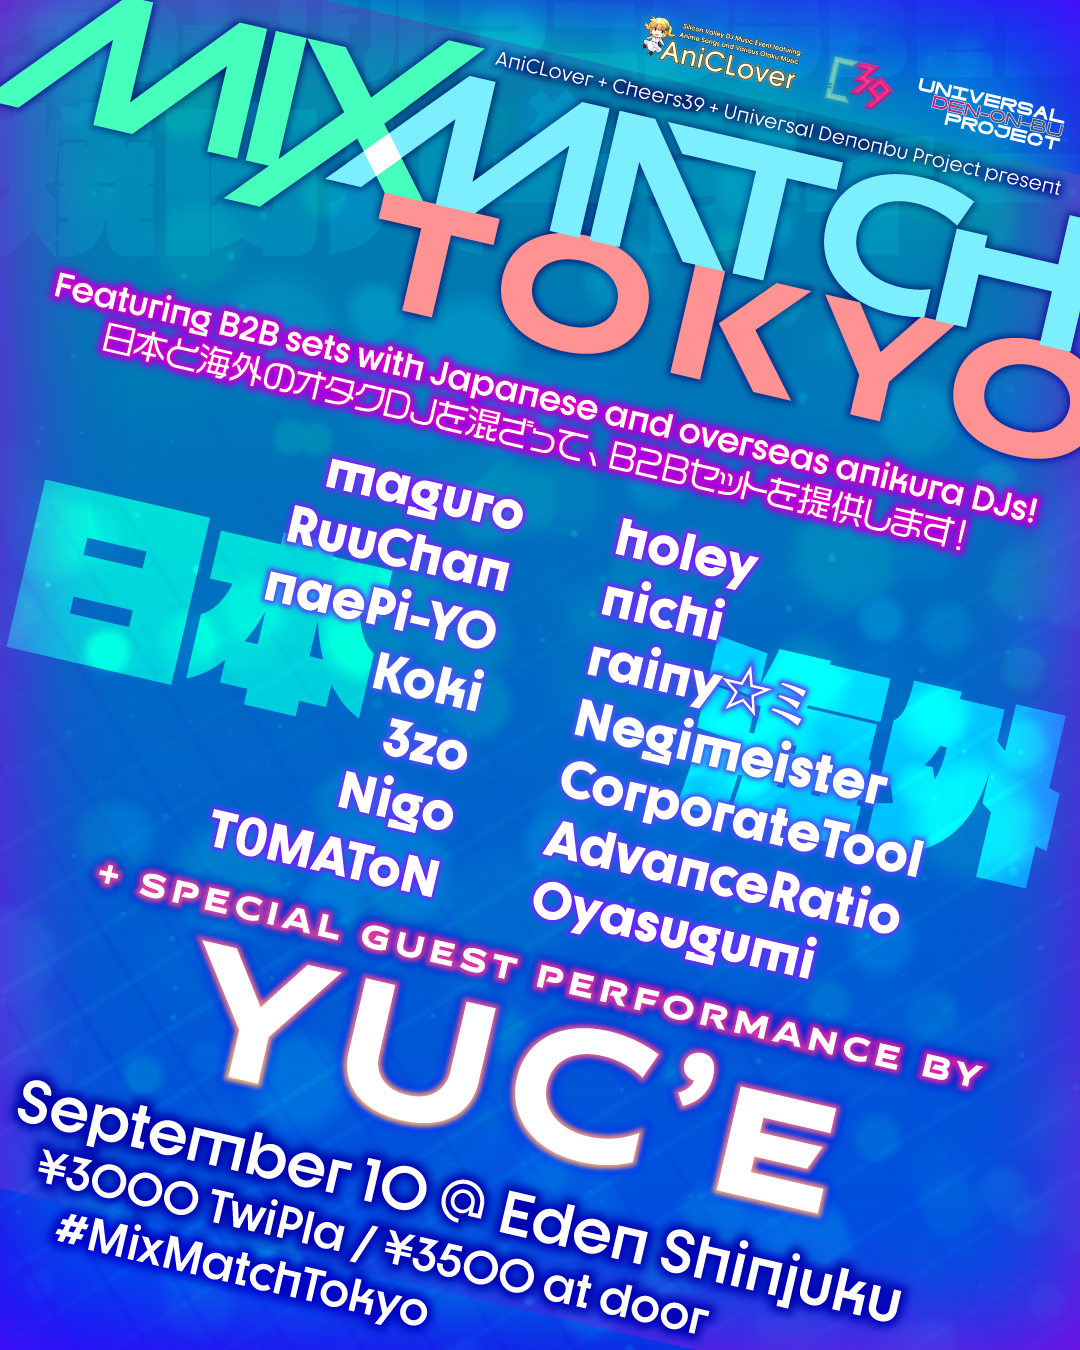 Silicon Valley DJ Music Event featuring
Anime Songs and Various Otaku Music
AniCLover
39
UNIVERSAL
DEN-ON-BU
PROJECT
AniCLover + Cheers39 + Universal Denonbu Project present
MIXMATCH
TOKYO
Featuring B2B sets with Japanese and overseas anikura DJs!
日本と海外のオタクDJを混ざって、B2Bセットを提供します!
日本
maguro
RuuChan
naePi-YO
Koki
3zo
Nigo
T0MAToN
海外
holey
nichi
rainy☆ミ
Negimeister
CorporateTool
AdvanceRatio
Oyasugumi
+ SPECIAL GUEST PERFORMANCE BY
YUC'E
September 10 @ Eden Shinjuku
¥3000 TwiPla / ¥3500 at door
#MixMatchTokyo